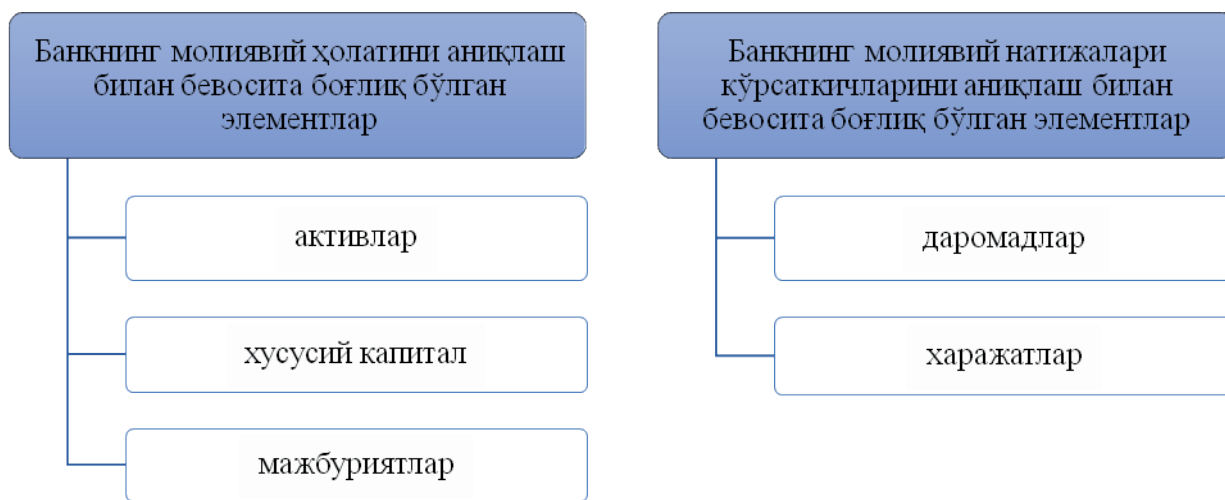 Банкнинг молиявий ҳолатини аниқлаш
билан бевосита боғлиқ бўлган
элементлар
активлар
хусусий капитал
мажбуриятлар
Банкнинг молиявий натижалари
кўрсаткичларини аниқлаш билан
бевосита боғлиқ бўлган элементлар
даромадлар
харажатлар